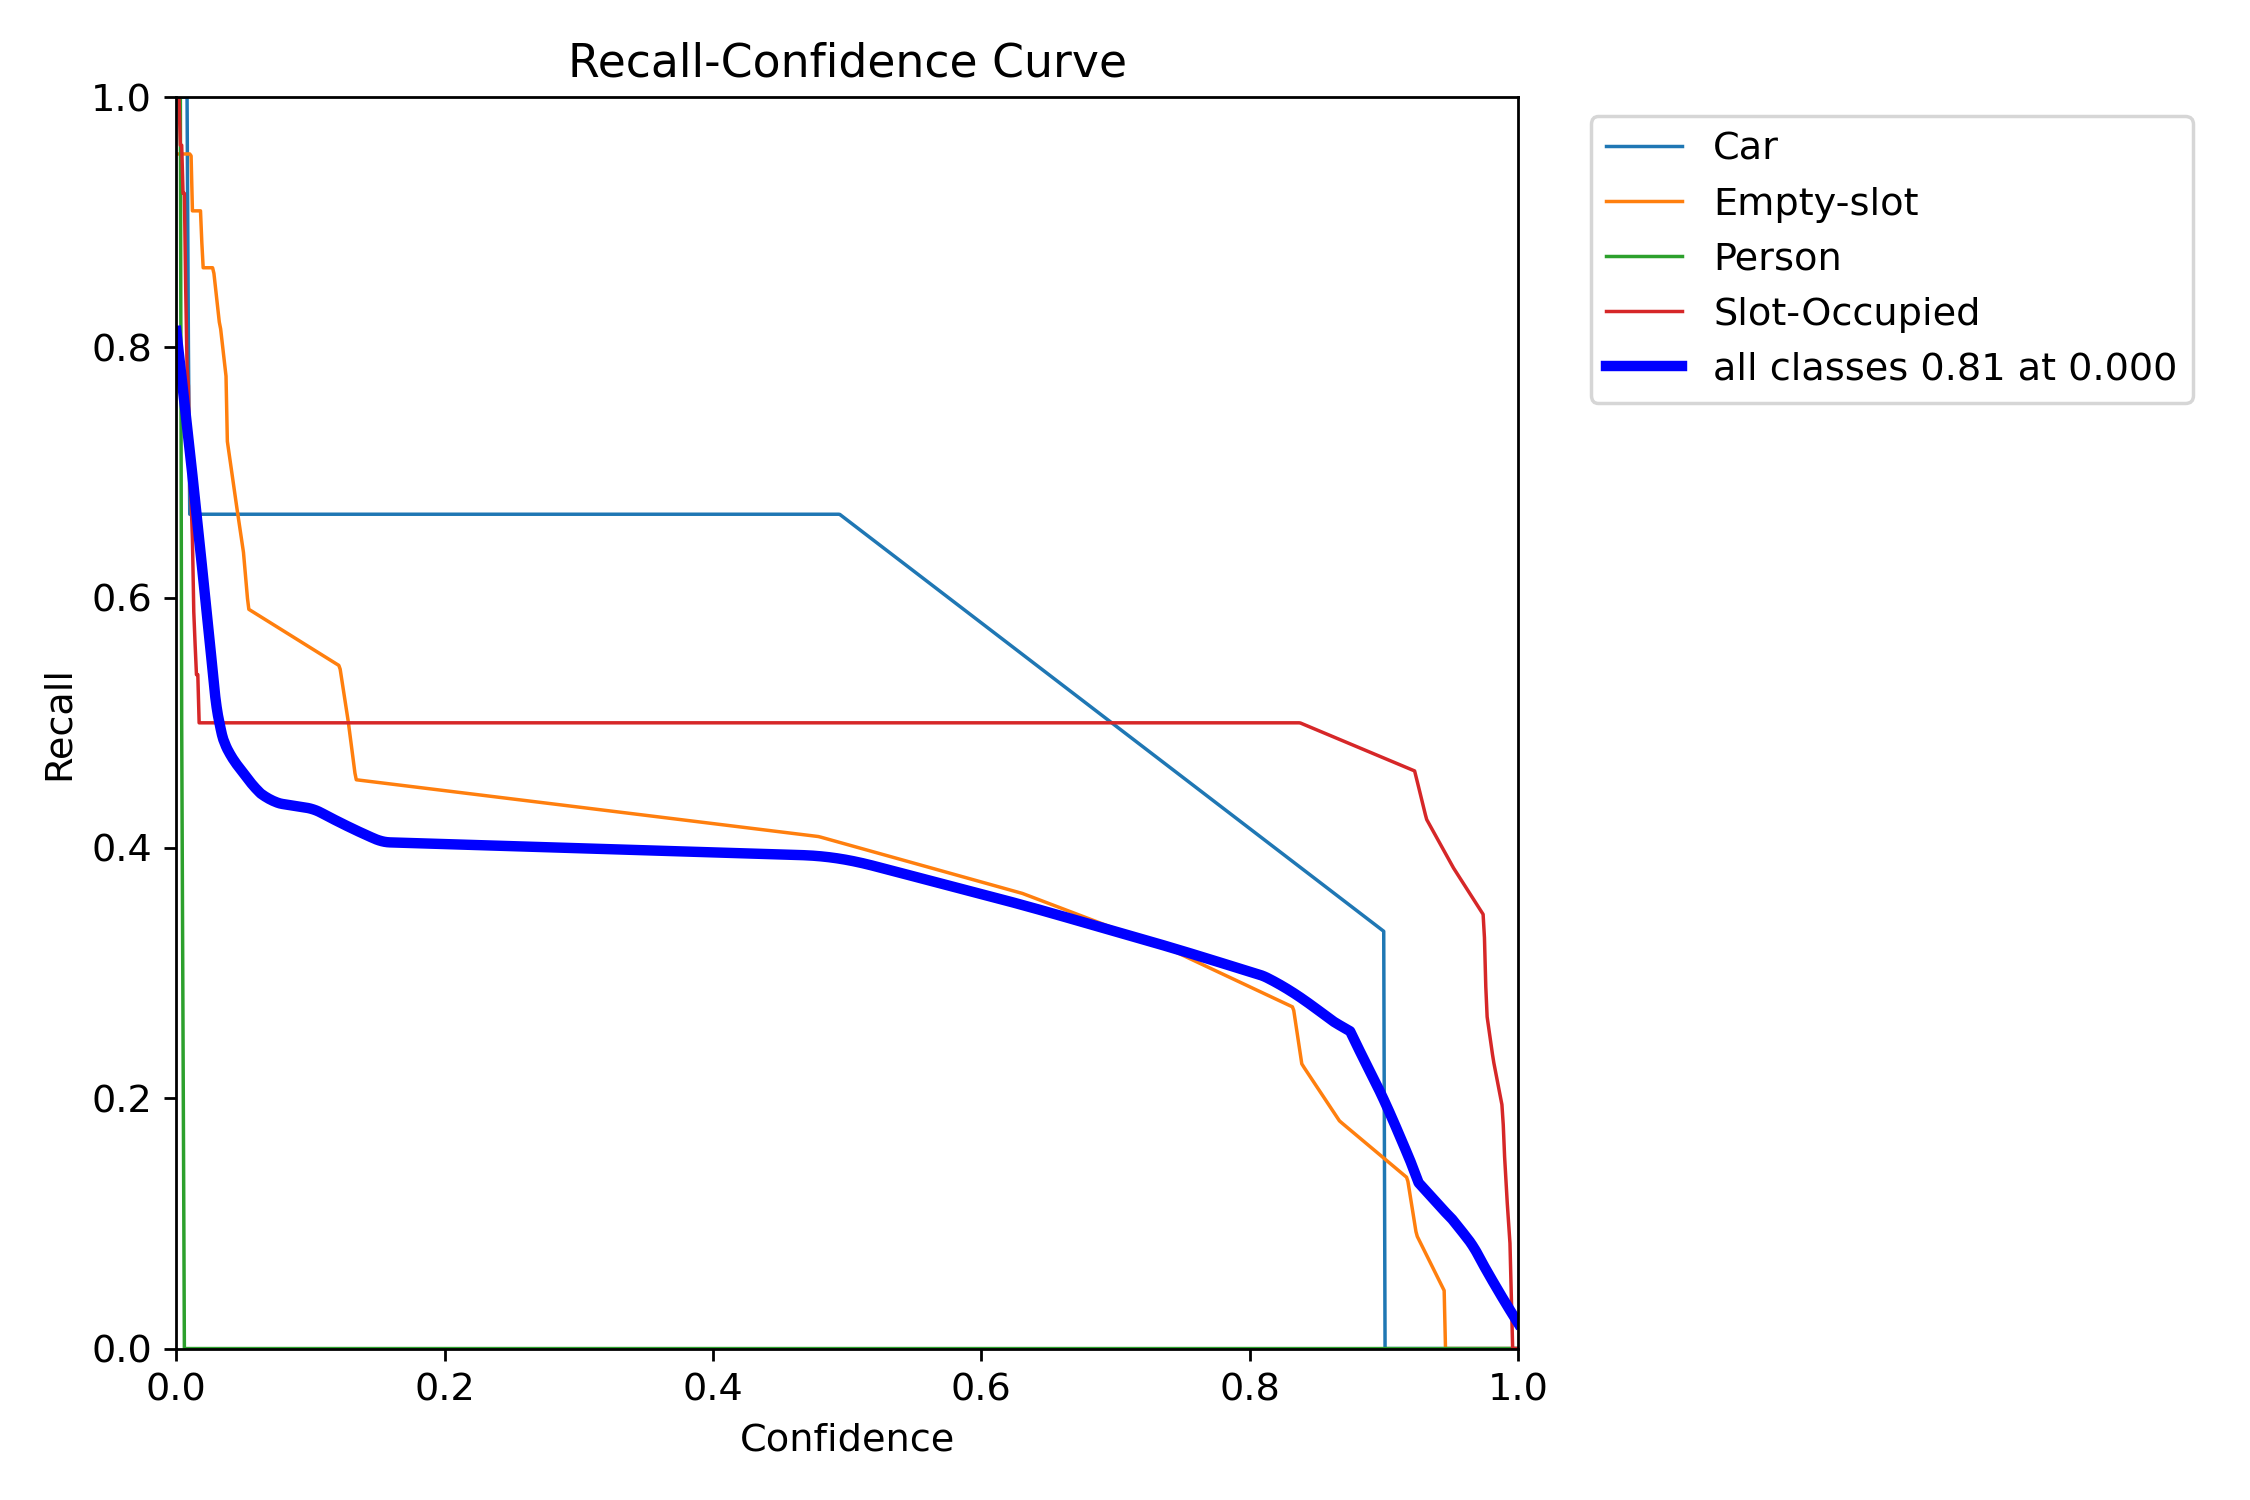 Recall-Confidence Curve
1.0
0.8
0.6
0.4
0.2
0.0
Recall
0.0 0.2 0.4 0.6 0.8 1.0
Confidence
Car
Empty-slot
Person
Slot-Occupied
all classes 0.81 at 0.000